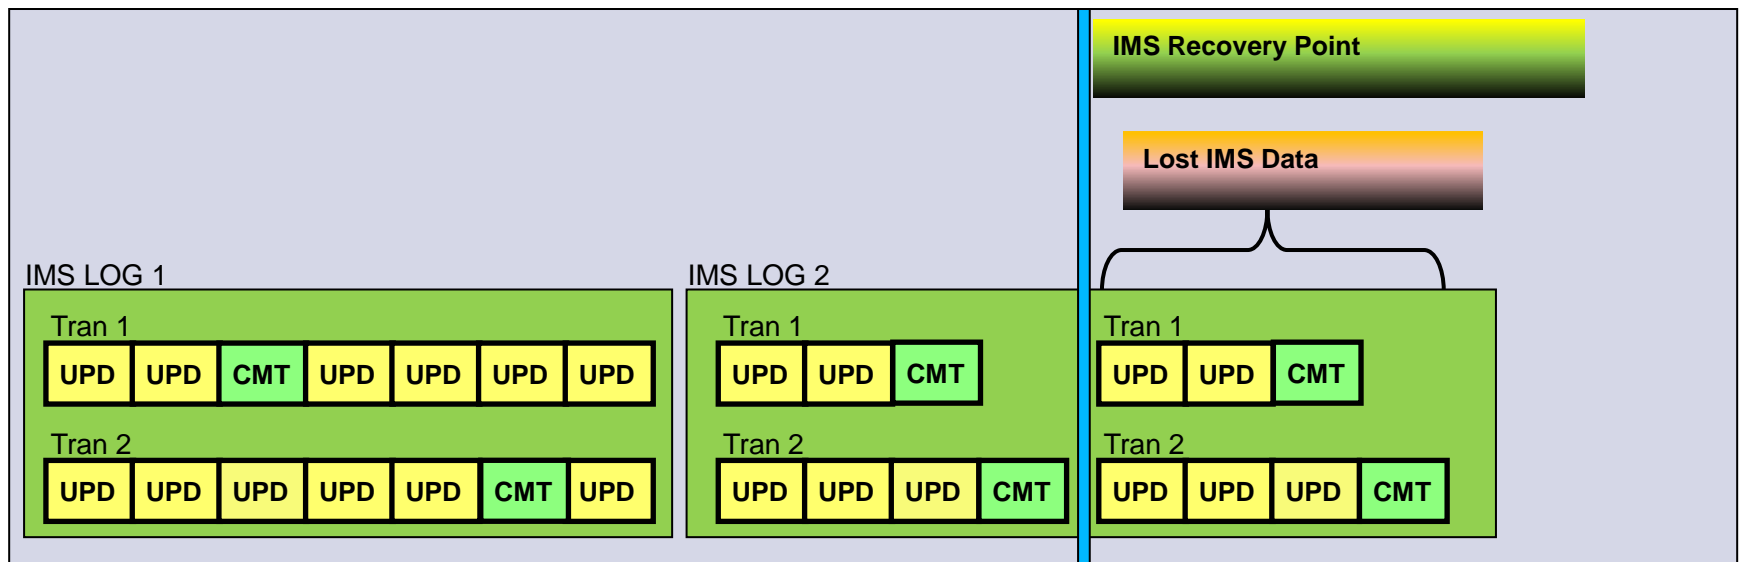 IMS Recovery Point
Lost IMS Data
IMS LOG 1
Tran 1
UPD UPD CMT UPD UPD UPD UPD
Tran 2
UPD UPD UPD UPD UPD CMT UPD
IMS LOG 2
Tran 1
UPD UPD CMT
Tran 2
UPD UPD UPD CMT
Tran 1
UPD UPD CMT
Tran 2
UPD UPD UPD CMT